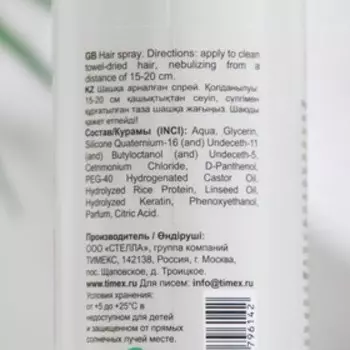 GB Hair spray. Directions: apply to clean
towel-dried hair, nebulizing from a
distance of 15-20 cm.
KZ Шашқа арналған спрей. Қолданылуы:
15-20 см қашықтықтан сеуіп, сүлгімен
құрғатылған таза шашқа жағыңыз. Шаюды
қажет етпейді!
Состав/Курамы (INCI): Aqua, Glycerin,
Silicone Quaternium-16 (and) Undeceth-11
(and) Butyloctanol (and) Undeceth-5,
Cetrimonium Chloride, D-Panthenol,
PEG-40 Hydrogenated Castor Oil,
Hydrolyzed Rice Protein, Linseed Oil,
Hydrolyzed Keratin, Phenoxyethanol,
Parfum, Citric Acid.
Производитель / Өндіруші:
ООО «СТЕЛЛА», группа компаний
ТИМЕКС, 142138, Россия, г. Москва,
пос. Щаповское, д. Троицкое.
www.timex.ru Для писем: info@timex.ru
Условия хранения:
от +5 до +25°С в
недоступном для детей
и защищенном от прямых
солнечных лучей месте.
796142